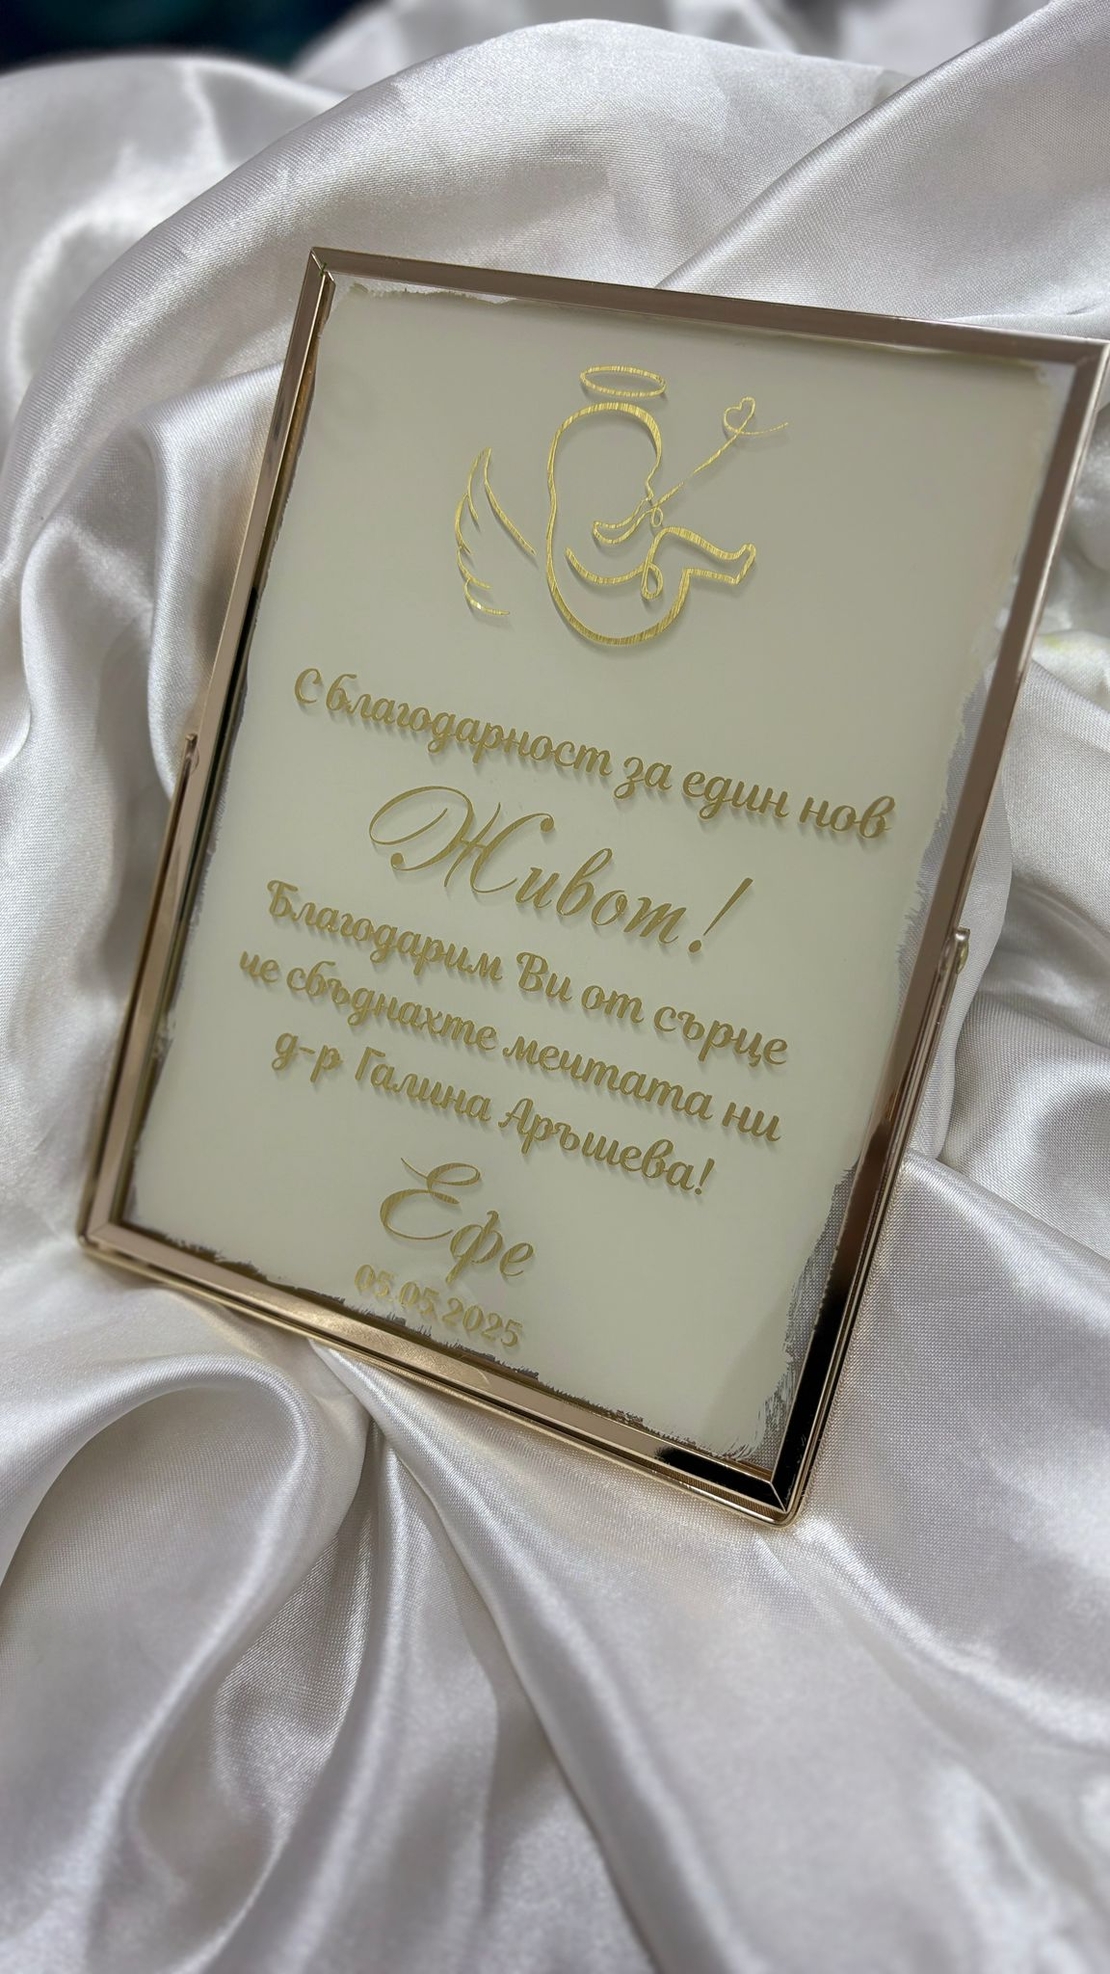 С благодарност за един нов
Живот!
Благодарим Ви от сърце
че сбъднахте мечтата ни
д-р Галина Аръшева!
Ефе
05.05.2025